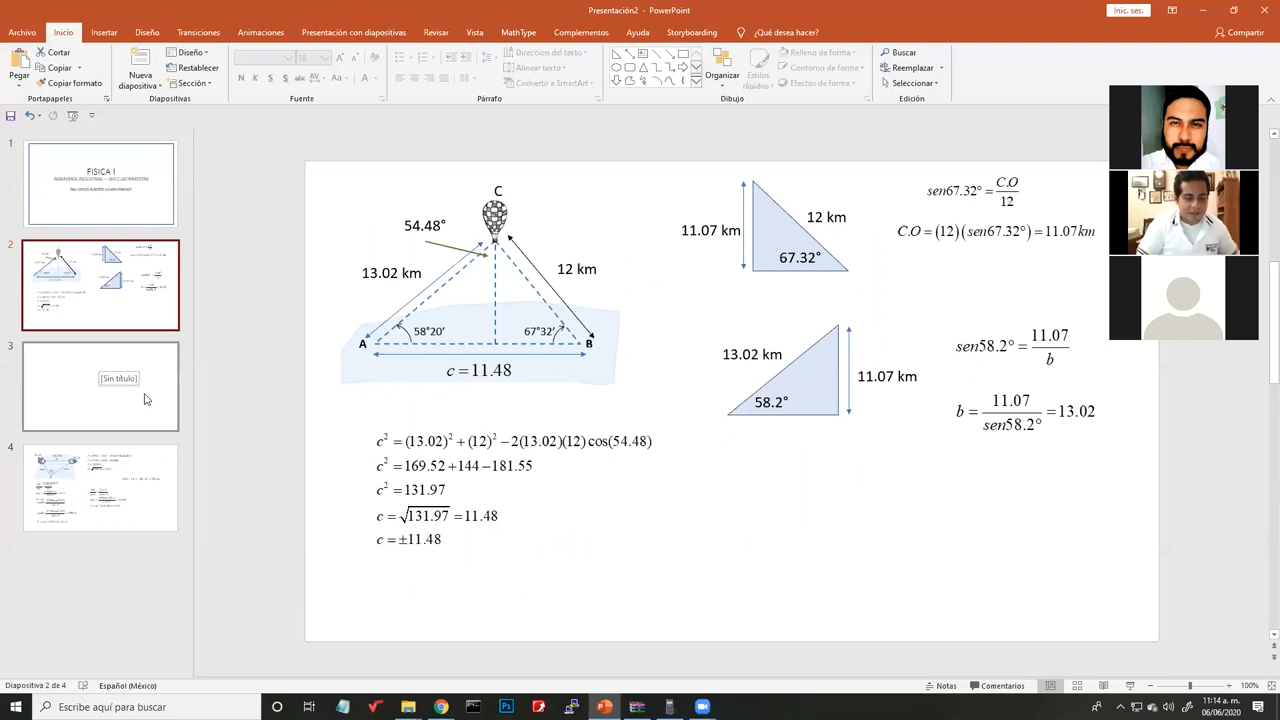 Presentación2 - PowerPoint
Inic. ses.
Archivo Inicio Insertar Diseño Transiciones Animaciones Presentación con diapositivas Revisar Vista MathType Complementos Ayuda Storyboarding ¿Qué desea hacer? Compartir
Pegar
Cortar
Copiar
Copiar formato
Portapapeles
Nueva diapositiva
Diseño
Restablecer
Sección
Diapositivas
18
N K S S abc AV Aa A
Fuente
Dirección del texto
Alinear texto
Convertir a SmartArt
Párrafo
Organizar
Estilos rápidos
Relleno de forma
Contorno de forma
Efectos de forma
Dibujo
Buscar
Reemplazar
Seleccionar
Edición
1
FISICA I
2
3
[Sin título]
4
C
54.48°
13.02 km
12 km
58°20'
67°32'
A
B
c = 11.48
c² = (13.02)² + (12)² − 2(13.02)(12) cos(54.48)
c² = 169.52 + 144 − 181.55
c² = 131.97
c = √131.97 = 11.48
c = ±11.48
11.07 km
12 km
67.32°
sen67.32° = C.O / 12
C.O = (12)(sen67.32°) = 11.07km
13.02 km
11.07 km
58.2°
sen58.2° = 11.07 / b
b = 11.07 / sen58.2° = 13.02
Diapositiva 2 de 4 Español (México) Notas Comentarios 100%
Escribe aquí para buscar
11:14 a. m.
06/06/2020